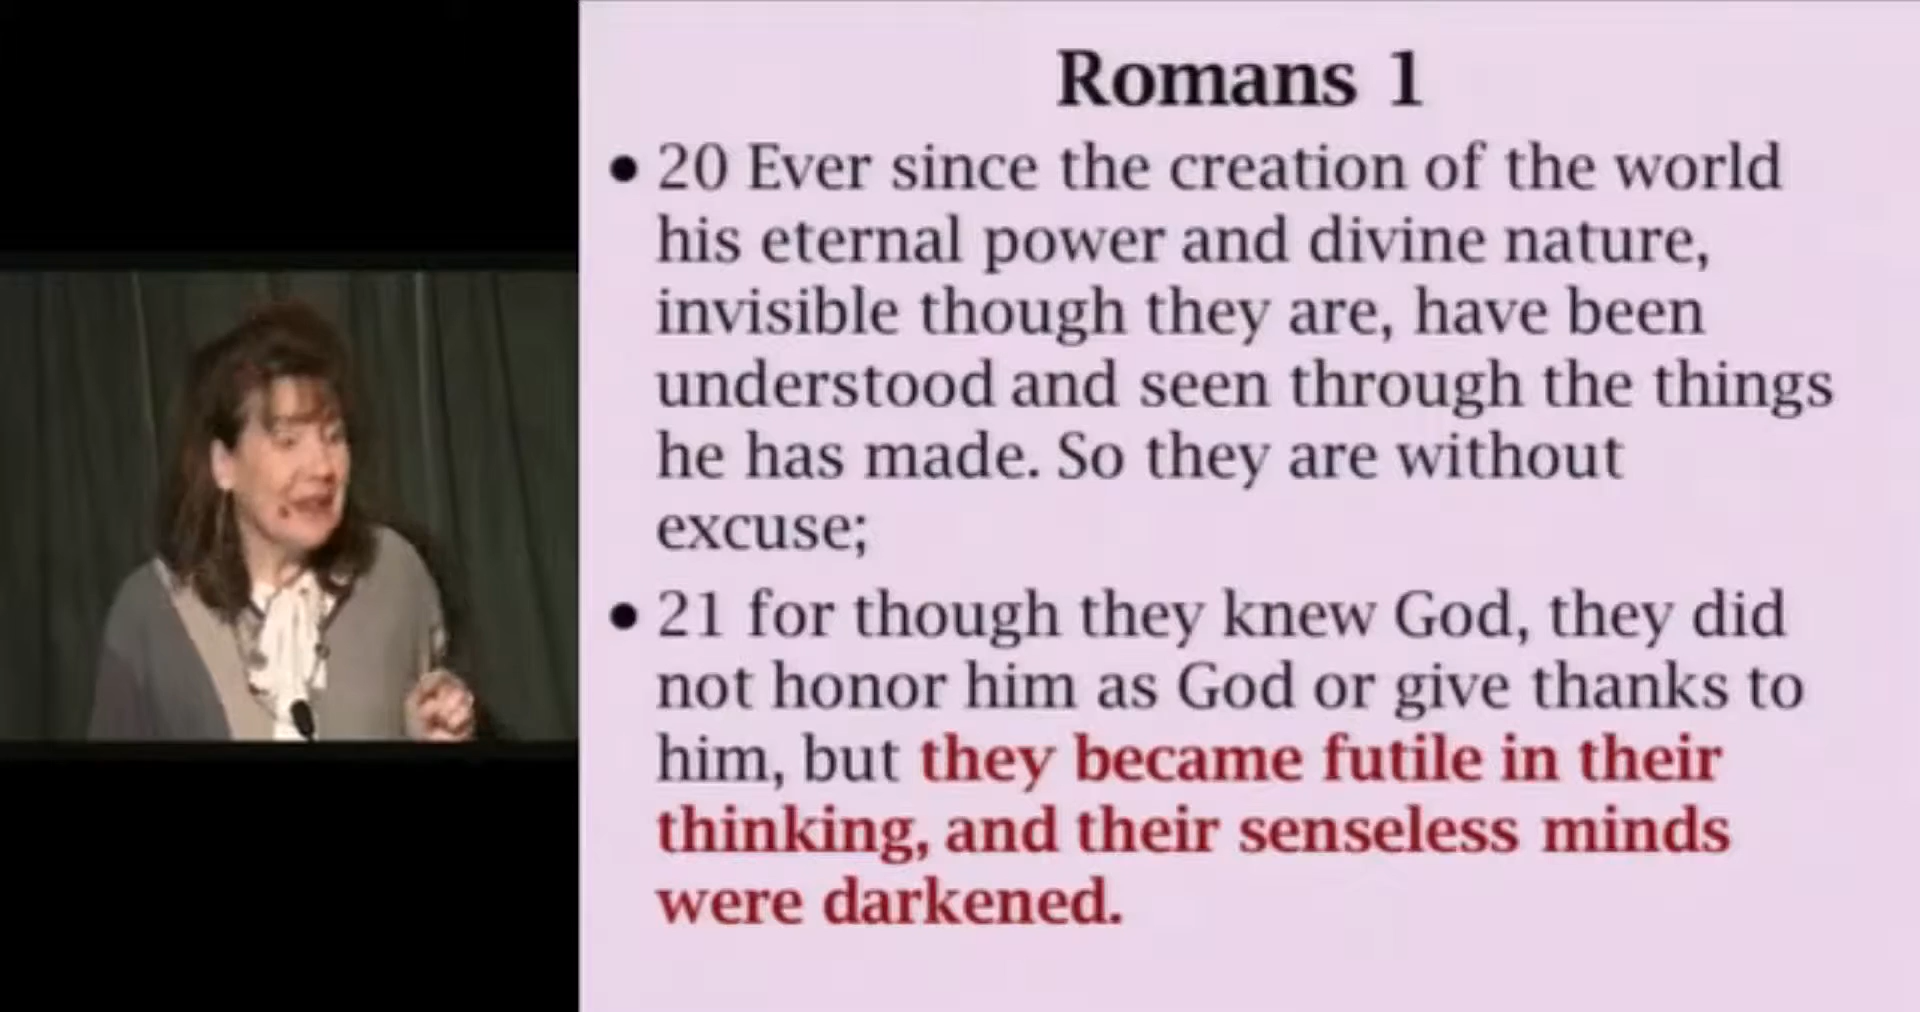 Romans 1
• 20 Ever since the creation of the world
his eternal power and divine nature,
invisible though they are, have been
understood and seen through the things
he has made. So they are without
excuse;
• 21 for though they knew God, they did
not honor him as God or give thanks to
him, but they became futile in their
thinking, and their senseless minds
were darkened.